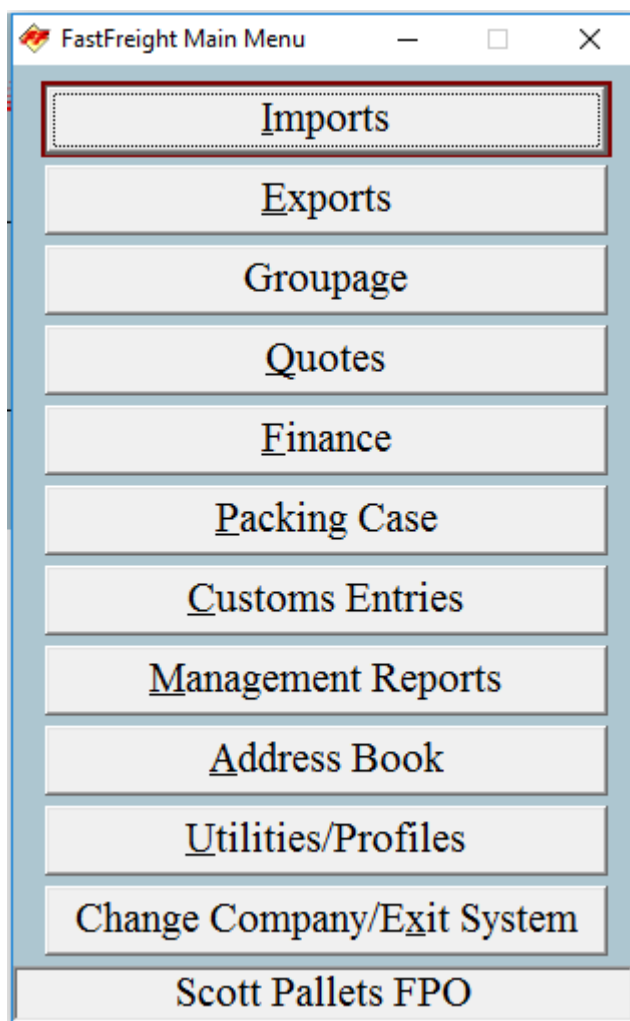 FastFreight Main Menu
Imports
Exports
Groupage
Quotes
Finance
Packing Case
Customs Entries
Management Reports
Address Book
Utilities/Profiles
Change Company/Exit System
Scott Pallets FPO